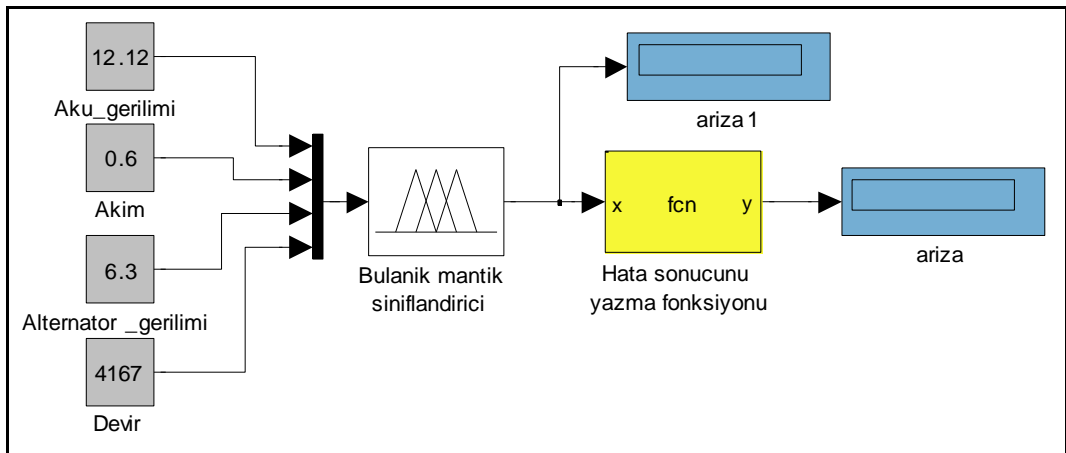 12.12
Aku_gerilimi
0.6
Akim
6.3
Alternator _gerilimi
4167
Devir
Bulanik mantik
siniflandirici
ariza 1
x fcn y
Hata sonucunu
yazma fonksiyonu
ariza